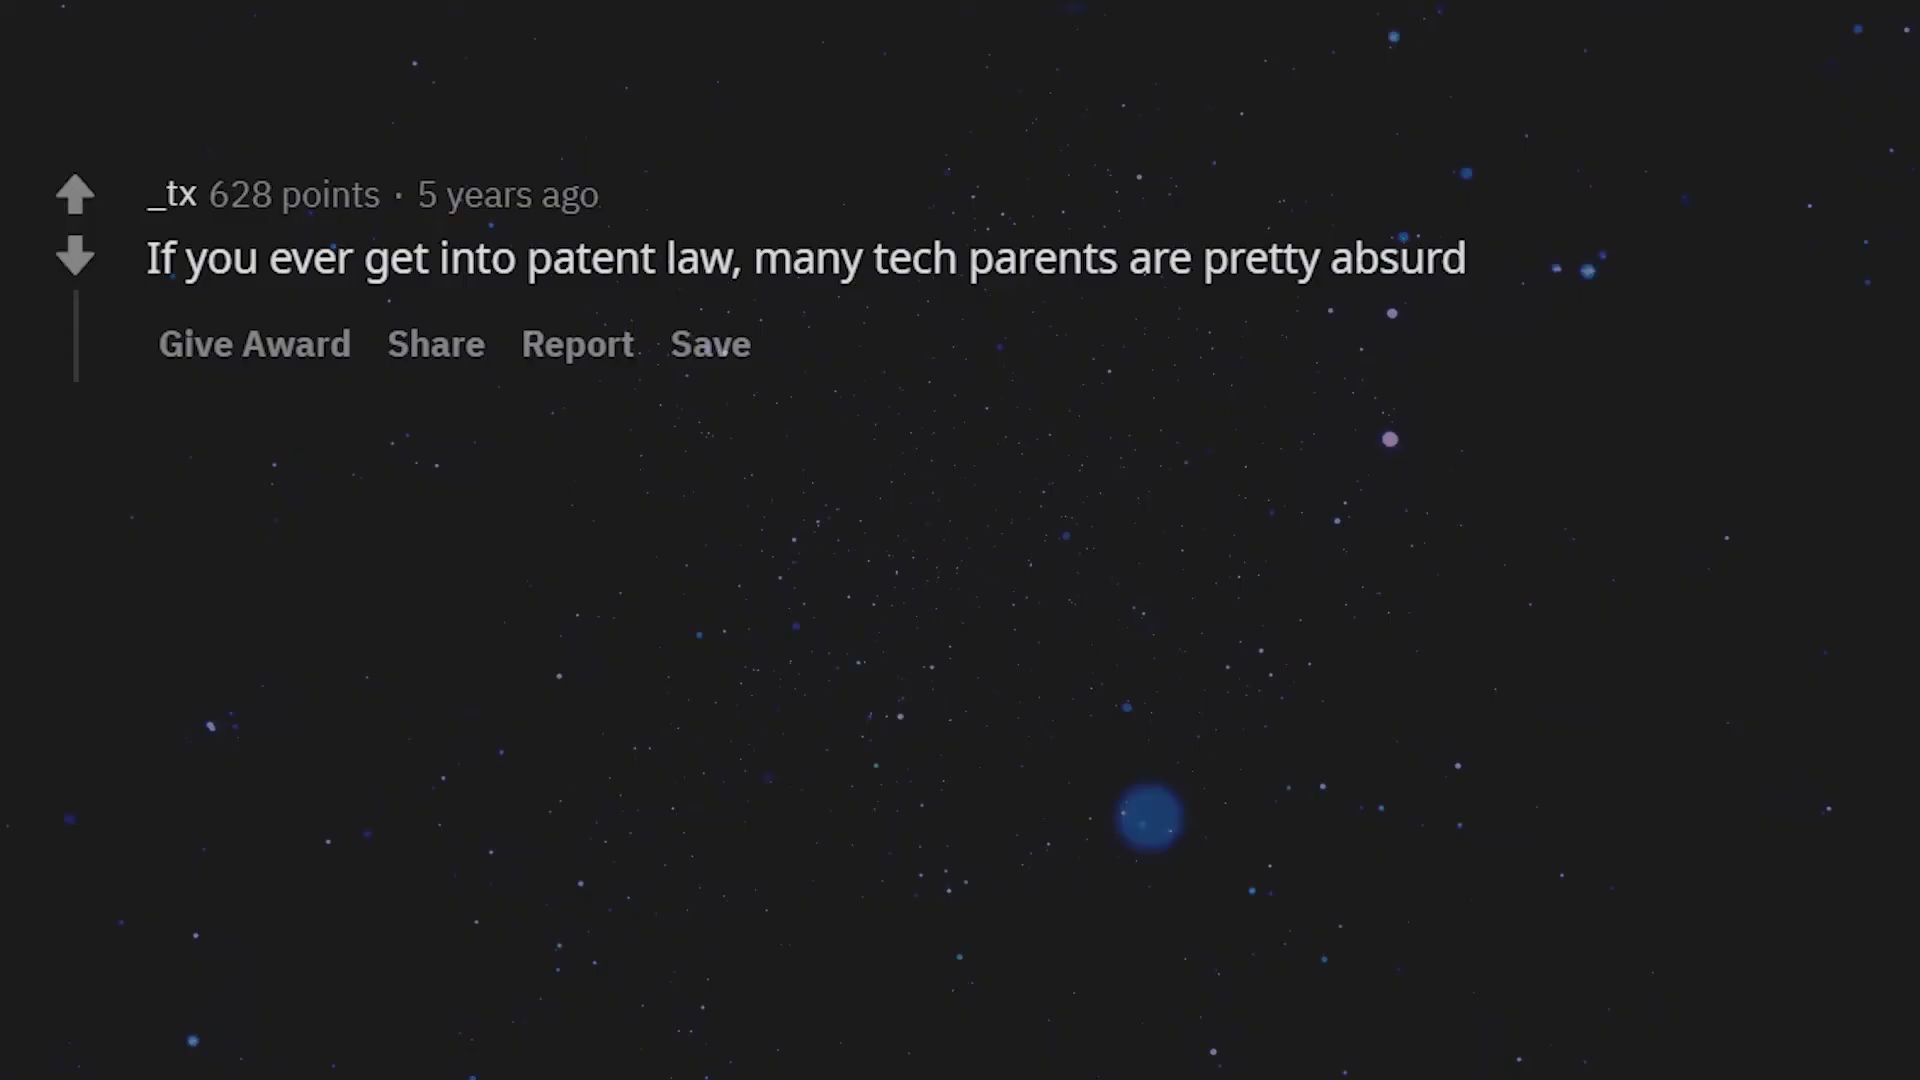 _tx 628 points · 5 years ago
If you ever get into patent law, many tech parents are pretty absurd
Give Award Share Report Save